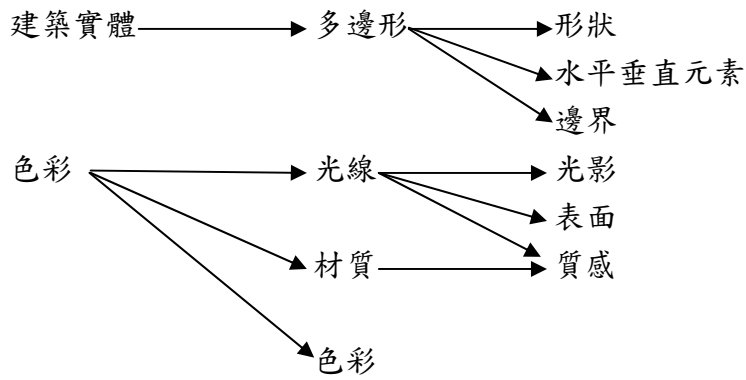 建築實體 多邊形 形狀
水平垂直元素
邊界
色彩 光線 光影
表面
材質 質感
色彩